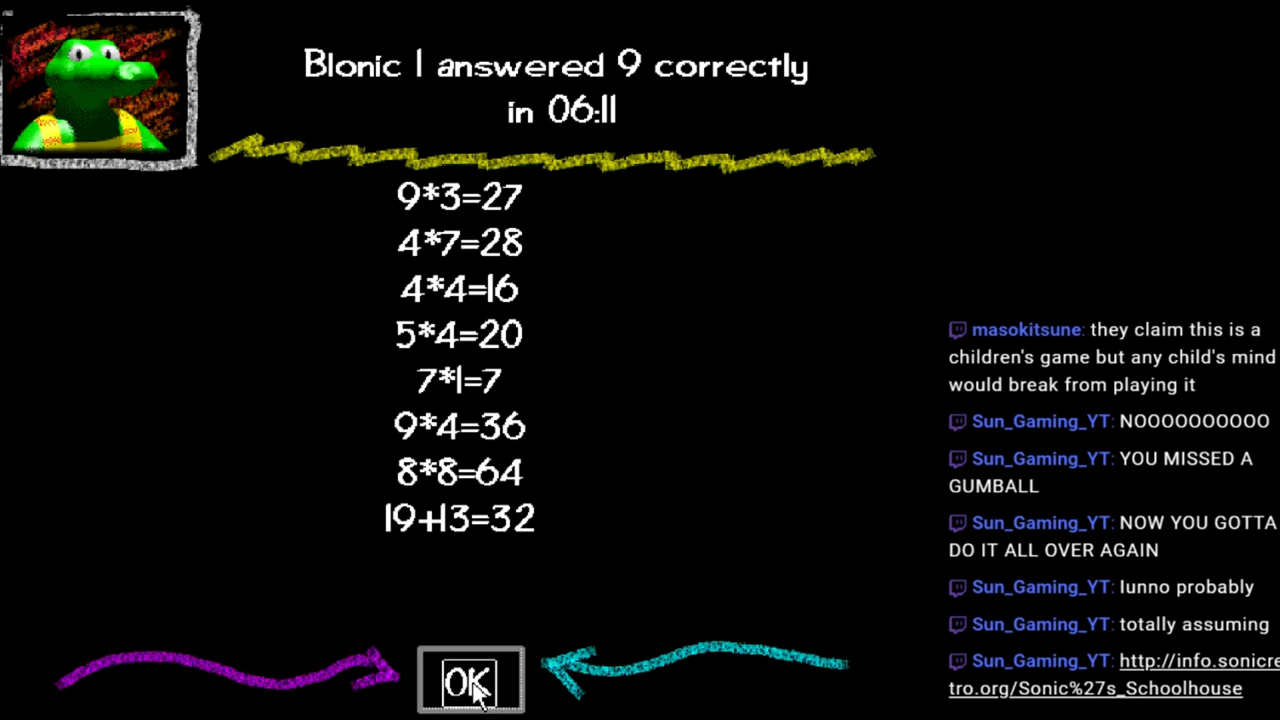 Blonic 1 answered 9 correctly
in 06:11
9*3=27
4*7=28
4*4=16
5*4=20
7*1=7
9*4=36
8*8=64
19+13=32
OK
masokitsune: they claim this is a
children's game but any child's mind
would break from playing it
Sun_Gaming_YT: NOOOOOOOOOO
Sun_Gaming_YT: YOU MISSED A
GUMBALL
Sun_Gaming_YT: NOW YOU GOTTA
DO IT ALL OVER AGAIN
Sun_Gaming_YT: Iunno probably
Sun_Gaming_YT: totally assuming
Sun_Gaming_YT: http://info.sonicre
tro.org/Sonic%27s_Schoolhouse